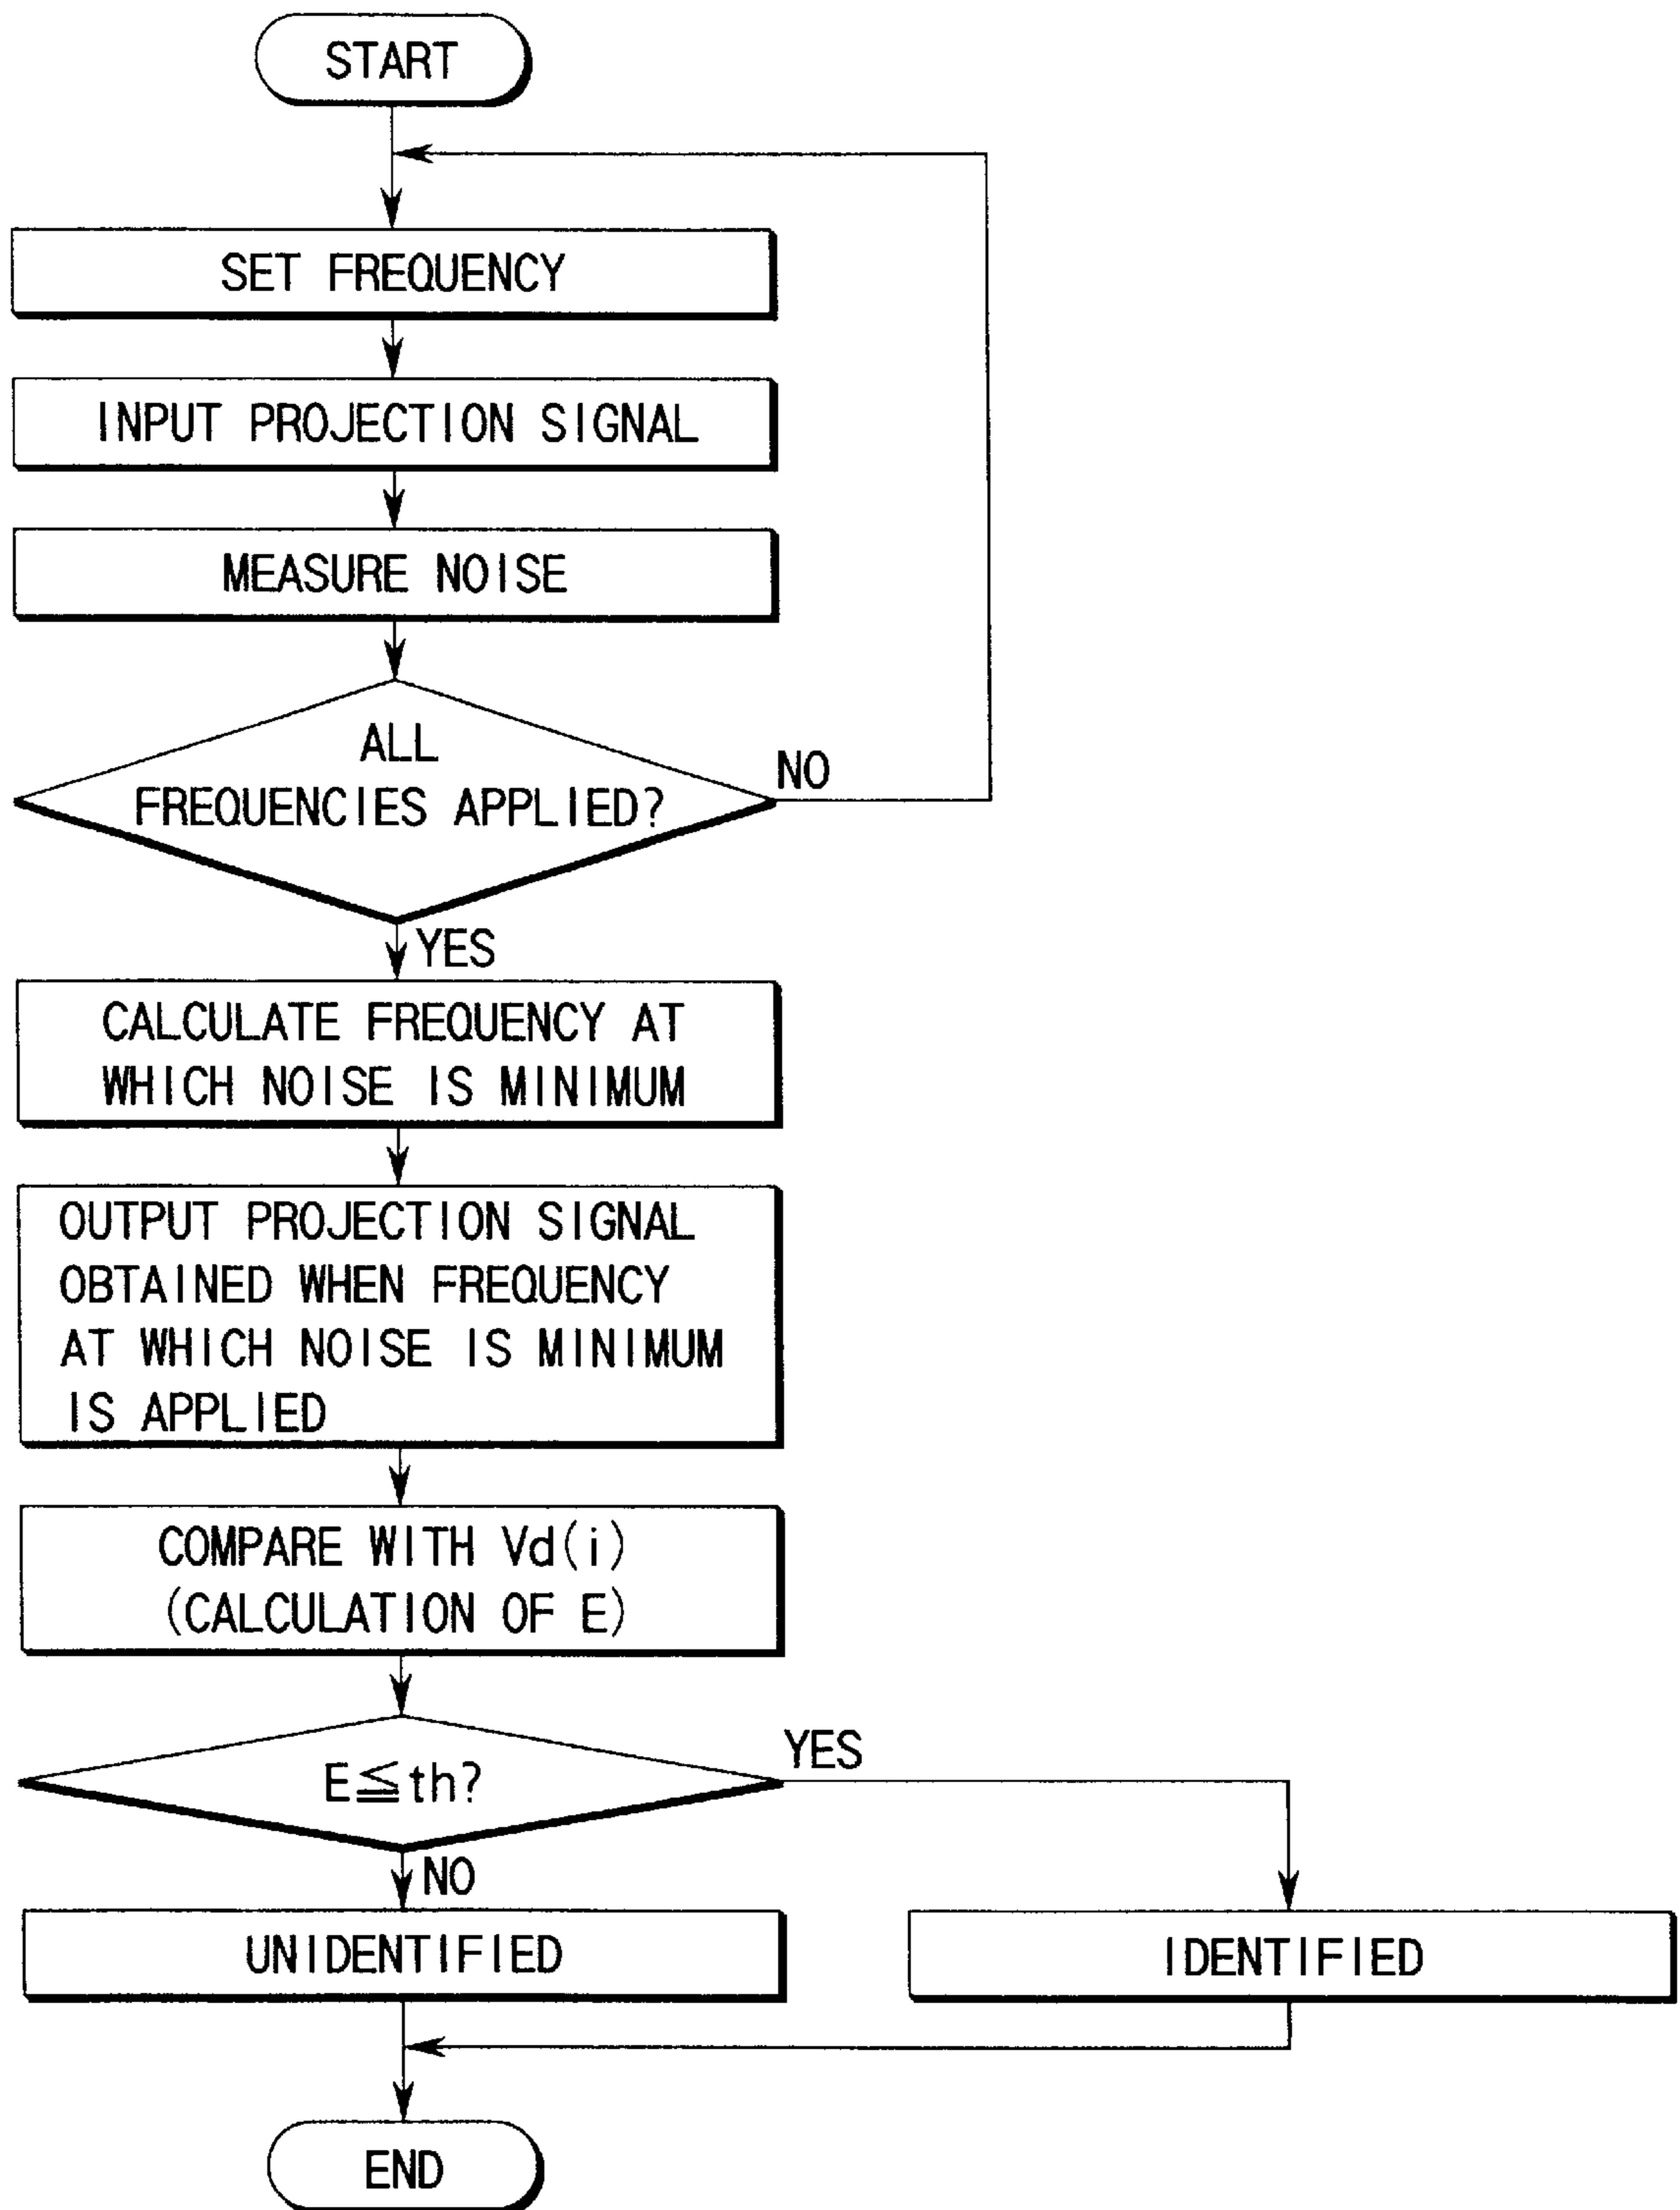 START
SET FREQUENCY
INPUT PROJECTION SIGNAL
MEASURE NOISE
ALL
FREQUENCIES APPLIED?
NO
YES
CALCULATE FREQUENCY AT
WHICH NOISE IS MINIMUM
OUTPUT PROJECTION SIGNAL
OBTAINED WHEN FREQUENCY
AT WHICH NOISE IS MINIMUM
IS APPLIED
COMPARE WITH Vd(i)
(CALCULATION OF E)
E≦th?
YES
NO
UNIDENTIFIED
IDENTIFIED
END